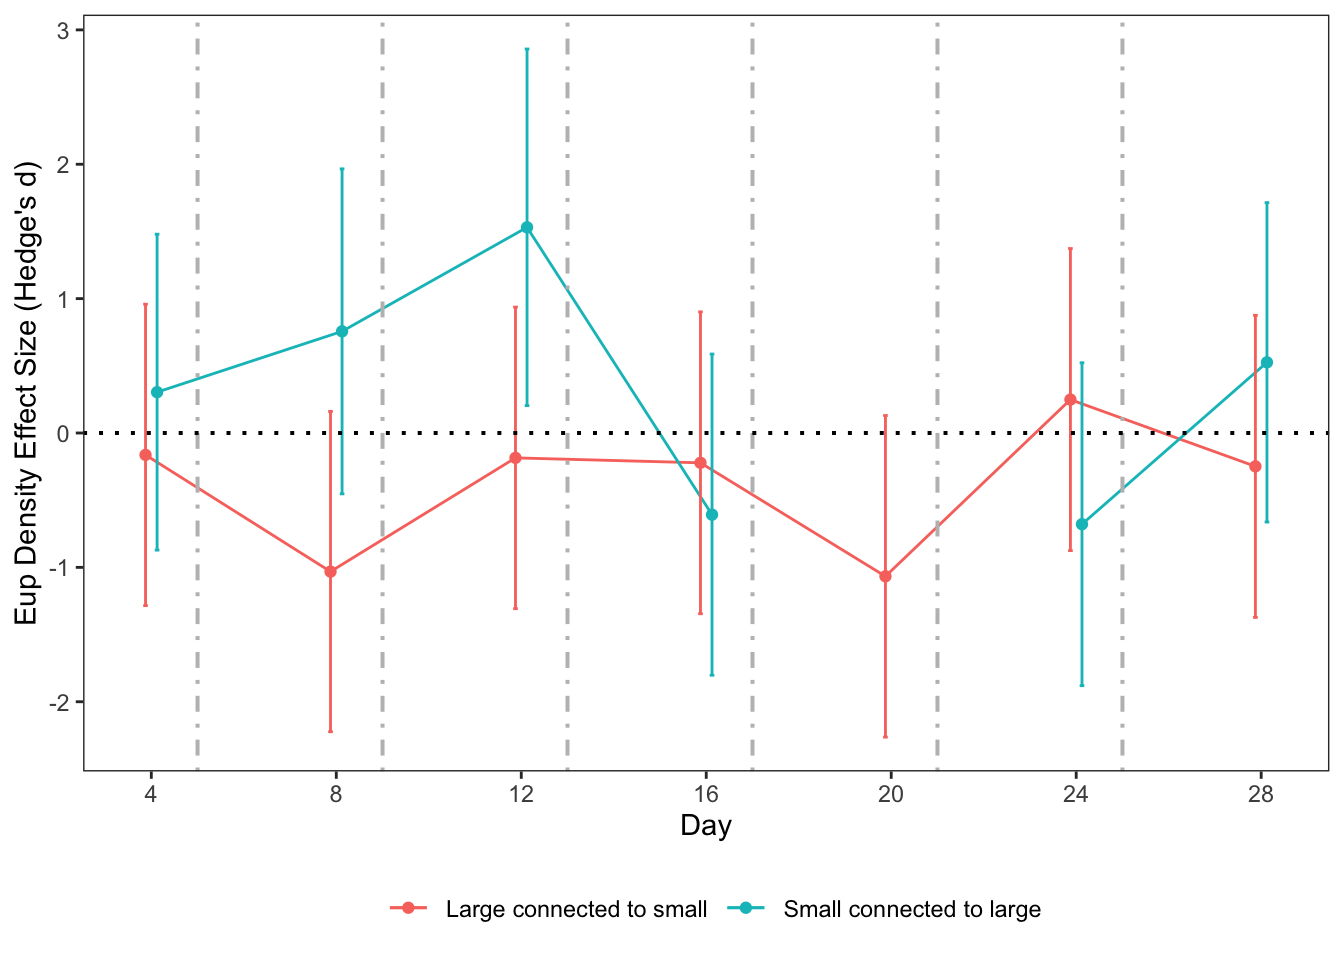 Eup Density Effect Size (Hedge's d)
3
2
1
0
-1
-2
4 8 12 16 20 24 28
Day
Large connected to small Small connected to large